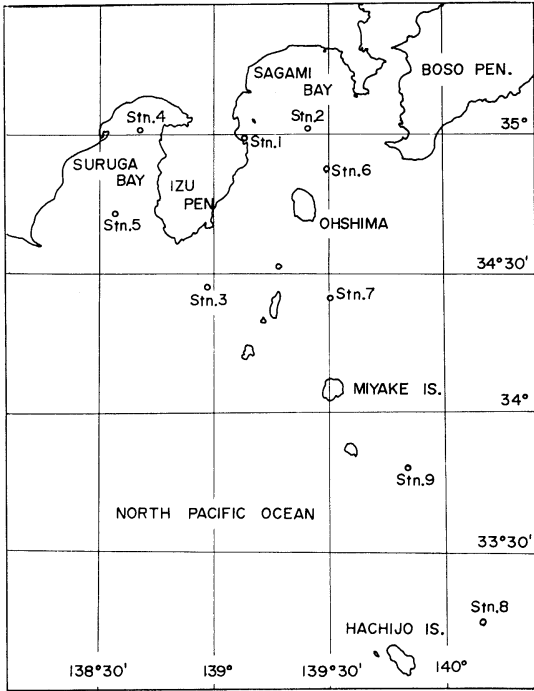 SAGAMI
BAY
BOSO PEN.
Stn.4
Stn.2
35°
Stn.1
SURUGA
BAY
IZU
PEN.
Stn.6
Stn.5
OHSHIMA
34°30'
Stn.3
Stn.7
MIYAKE IS.
34°
Stn.9
NORTH PACIFIC OCEAN
33°30'
Stn.8
HACHIJO IS.
138°30'
139°
139°30'
140°